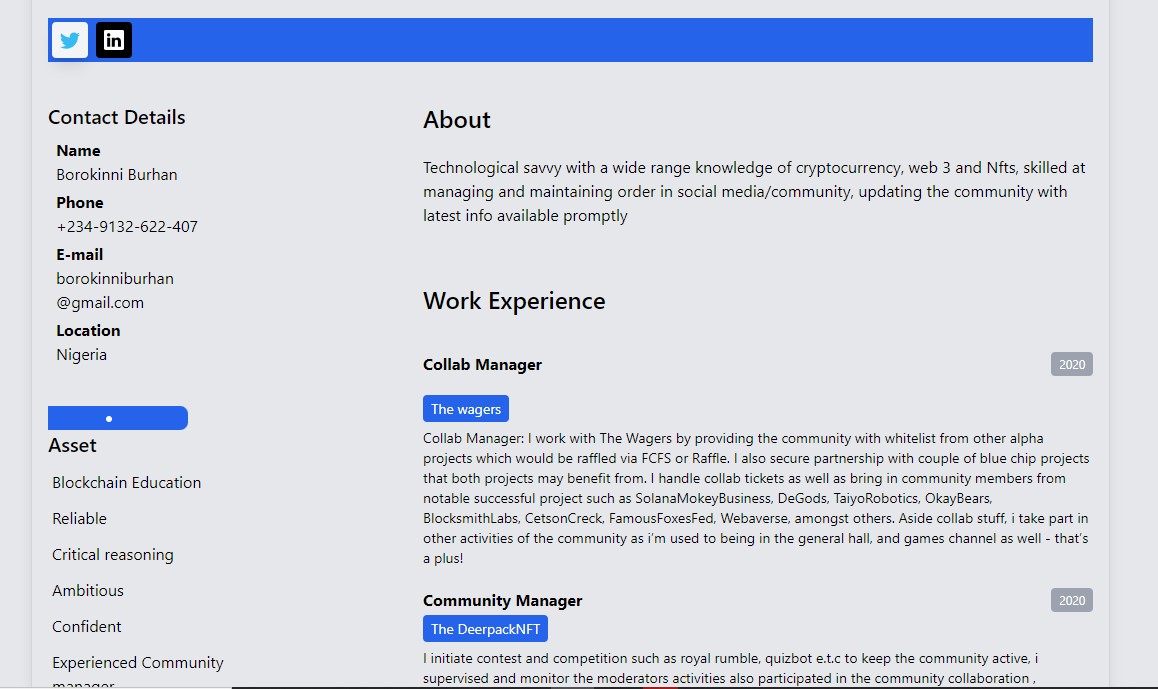 in
Contact Details
Name
Borokinni Burhan
Phone
+234-9132-622-407
E-mail
borokinniburhan
@gmail.com
Location
Nigeria
Asset
Blockchain Education
Reliable
Critical reasoning
Ambitious
Confident
Experienced Community
manager
About
Technological savvy with a wide range knowledge of cryptocurrency, web 3 and Nfts, skilled at
managing and maintaining order in social media/community, updating the community with
latest info available promptly
Work Experience
Collab Manager 2020
The wagers
Collab Manager: I work with The Wagers by providing the community with whitelist from other alpha
projects which would be raffled via FCFS or Raffle. I also secure partnership with couple of blue chip projects
that both projects may benefit from. I handle collab tickets as well as bring in community members from
notable successful project such as SolanaMokeyBusiness, DeGods, TaiyoRobotics, OkayBears,
BlocksmithLabs, CetsonCreck, FamousFoxesFed, Webaverse, amongst others. Aside collab stuff, i take part in
other activities of the community as i'm used to being in the general hall, and games channel as well - that's
a plus!
Community Manager 2020
The DeerpackNFT
I initiate contest and competition such as royal rumble, quizbot e.t.c to keep the community active, i
supervised and monitor the moderators activities also participated in the community collaboration ,